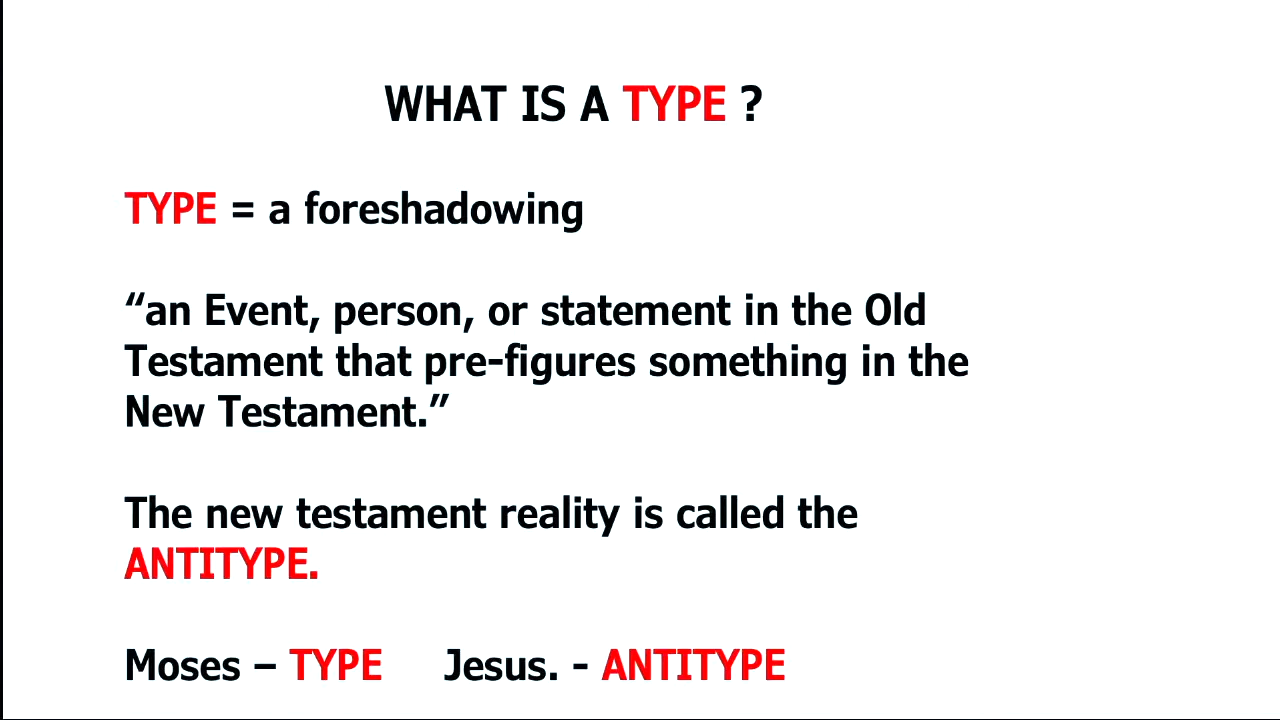 WHAT IS A TYPE ?
TYPE = a foreshadowing
“an Event, person, or statement in the Old
Testament that pre-figures something in the
New Testament.”
The new testament reality is called the
ANTITYPE.
Moses – TYPE Jesus. - ANTITYPE